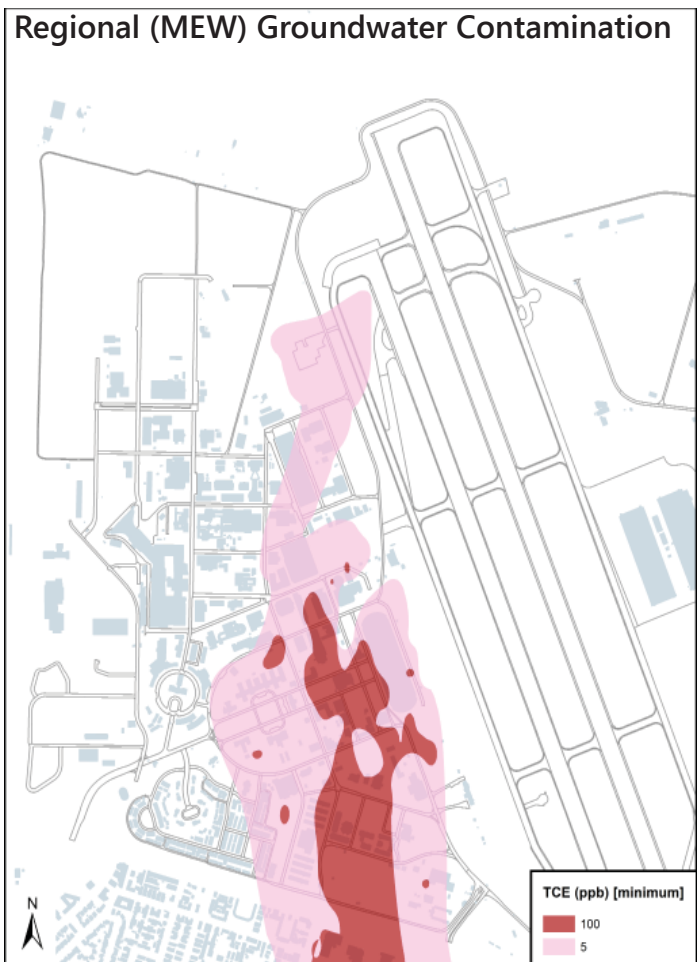 Regional (MEW) Groundwater Contamination
N
TCE (ppb) [minimum]
100
5